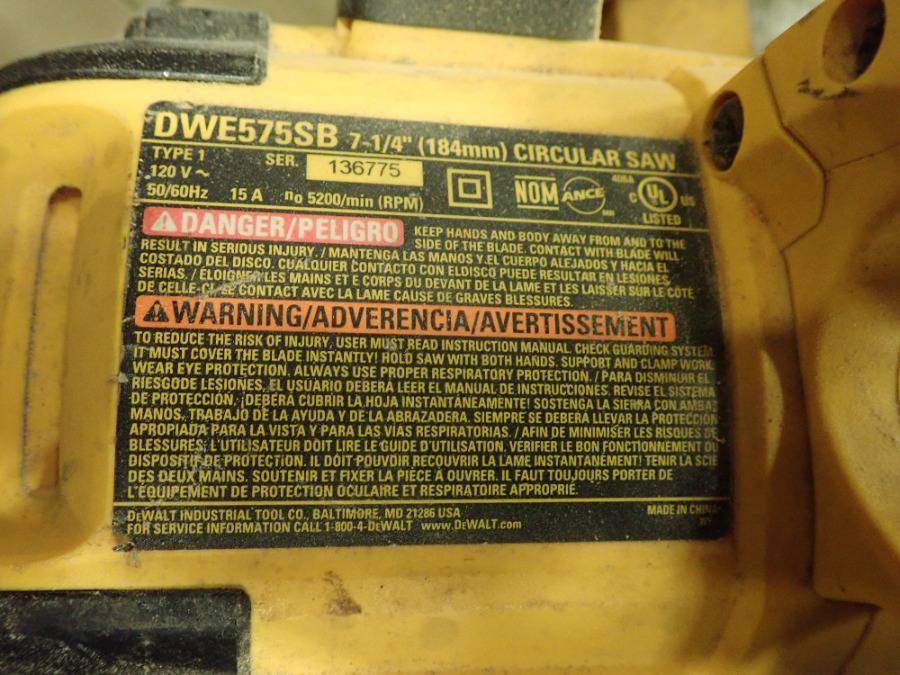 DWE575SB 7-1/4" (184mm) CIRCULAR SAW
TYPE 1 SER. 136775
120 V ~
50/60Hz 15 A no 5200/min (RPM)
NOM ANCE MR
406A
C UL US
LISTED
DANGER/PELIGRO KEEP HANDS AND BODY AWAY FROM AND TO THE
SIDE OF THE BLADE. CONTACT WITH BLADE WILL
RESULT IN SERIOUS INJURY. / MANTENGA LAS MANOS Y EL CUERPO ALEJADOS Y HACIA EL
COSTADO DEL DISCO. CUALQUIER CONTACTO CON ELDISCO PUEDE RESULTAR EN LESIONES
SERIAS. / ÉLOIGNER LES MAINS ET E CORPS DU DEVANT DE LA LAME ET LES LAISSER SUR LE CÔTÉ
DE CELLE-CI. CONTACT AVEC LA LAME CAUSE DE GRAVES BLESSURES.
WARNING/ADVERENCIA/AVERTISSEMENT
TO REDUCE THE RISK OF INJURY, USER MUST READ INSTRUCTION MANUAL. CHECK GUARDING SYSTEM,
IT MUST COVER THE BLADE INSTANTLY! HOLD SAW WITH BOTH HANDS. SUPPORT AND CLAMP WORK.
WEAR EYE PROTECTION. ALWAYS USE PROPER RESPIRATORY PROTECTION. / PARA DISMINUIR EL
RIESGODE LESIONES, EL USUARIO DEBERÁ LEER EL MANUAL DE INSTRUCCIONES. REVISE EL SISTEMA
DE PROTECCIÓN, ¡DEBERÁ CUBRIR LA HOJA INSTANTÁNEAMENTE! SOSTENGA LA SIERRA CON AMBAS
MANOS. TRABAJO DE LA AYUDA Y DE LA ABRAZADERA. SIEMPRE SE DEBERÁ LLEVAR LA PROTECCIÓN
APROPIADA PARA LA VISTA Y PARA LAS VÍAS RESPIRATORIAS. / AFIN DE MINIMISER LES RISQUES DE
BLESSURES, L'UTILISATEUR DOIT LIRE LE GUIDE D'UTILISATION. VÉRIFIER LE BON FONCTIONNEMENT DU
DISPOSITIF DE PROTECTION. IL DOIT POUVOIR RECOUVRIR LA LAME INSTANTANÉMENT! TENIR LA SCIE
DES DEUX MAINS. SOUTENIR ET FIXER LA PIÈCE À OUVRER. IL FAUT TOUJOURS PORTER DE
L'ÉQUIPEMENT DE PROTECTION OCULAIRE ET RESPIRATOIRE APPROPRIÉ.
DEWALT INDUSTRIAL TOOL CO., BALTIMORE, MD 21286 USA MADE IN CHINA
FOR SERVICE INFORMATION CALL 1-800-4-DEWALT www.DEWALT.com